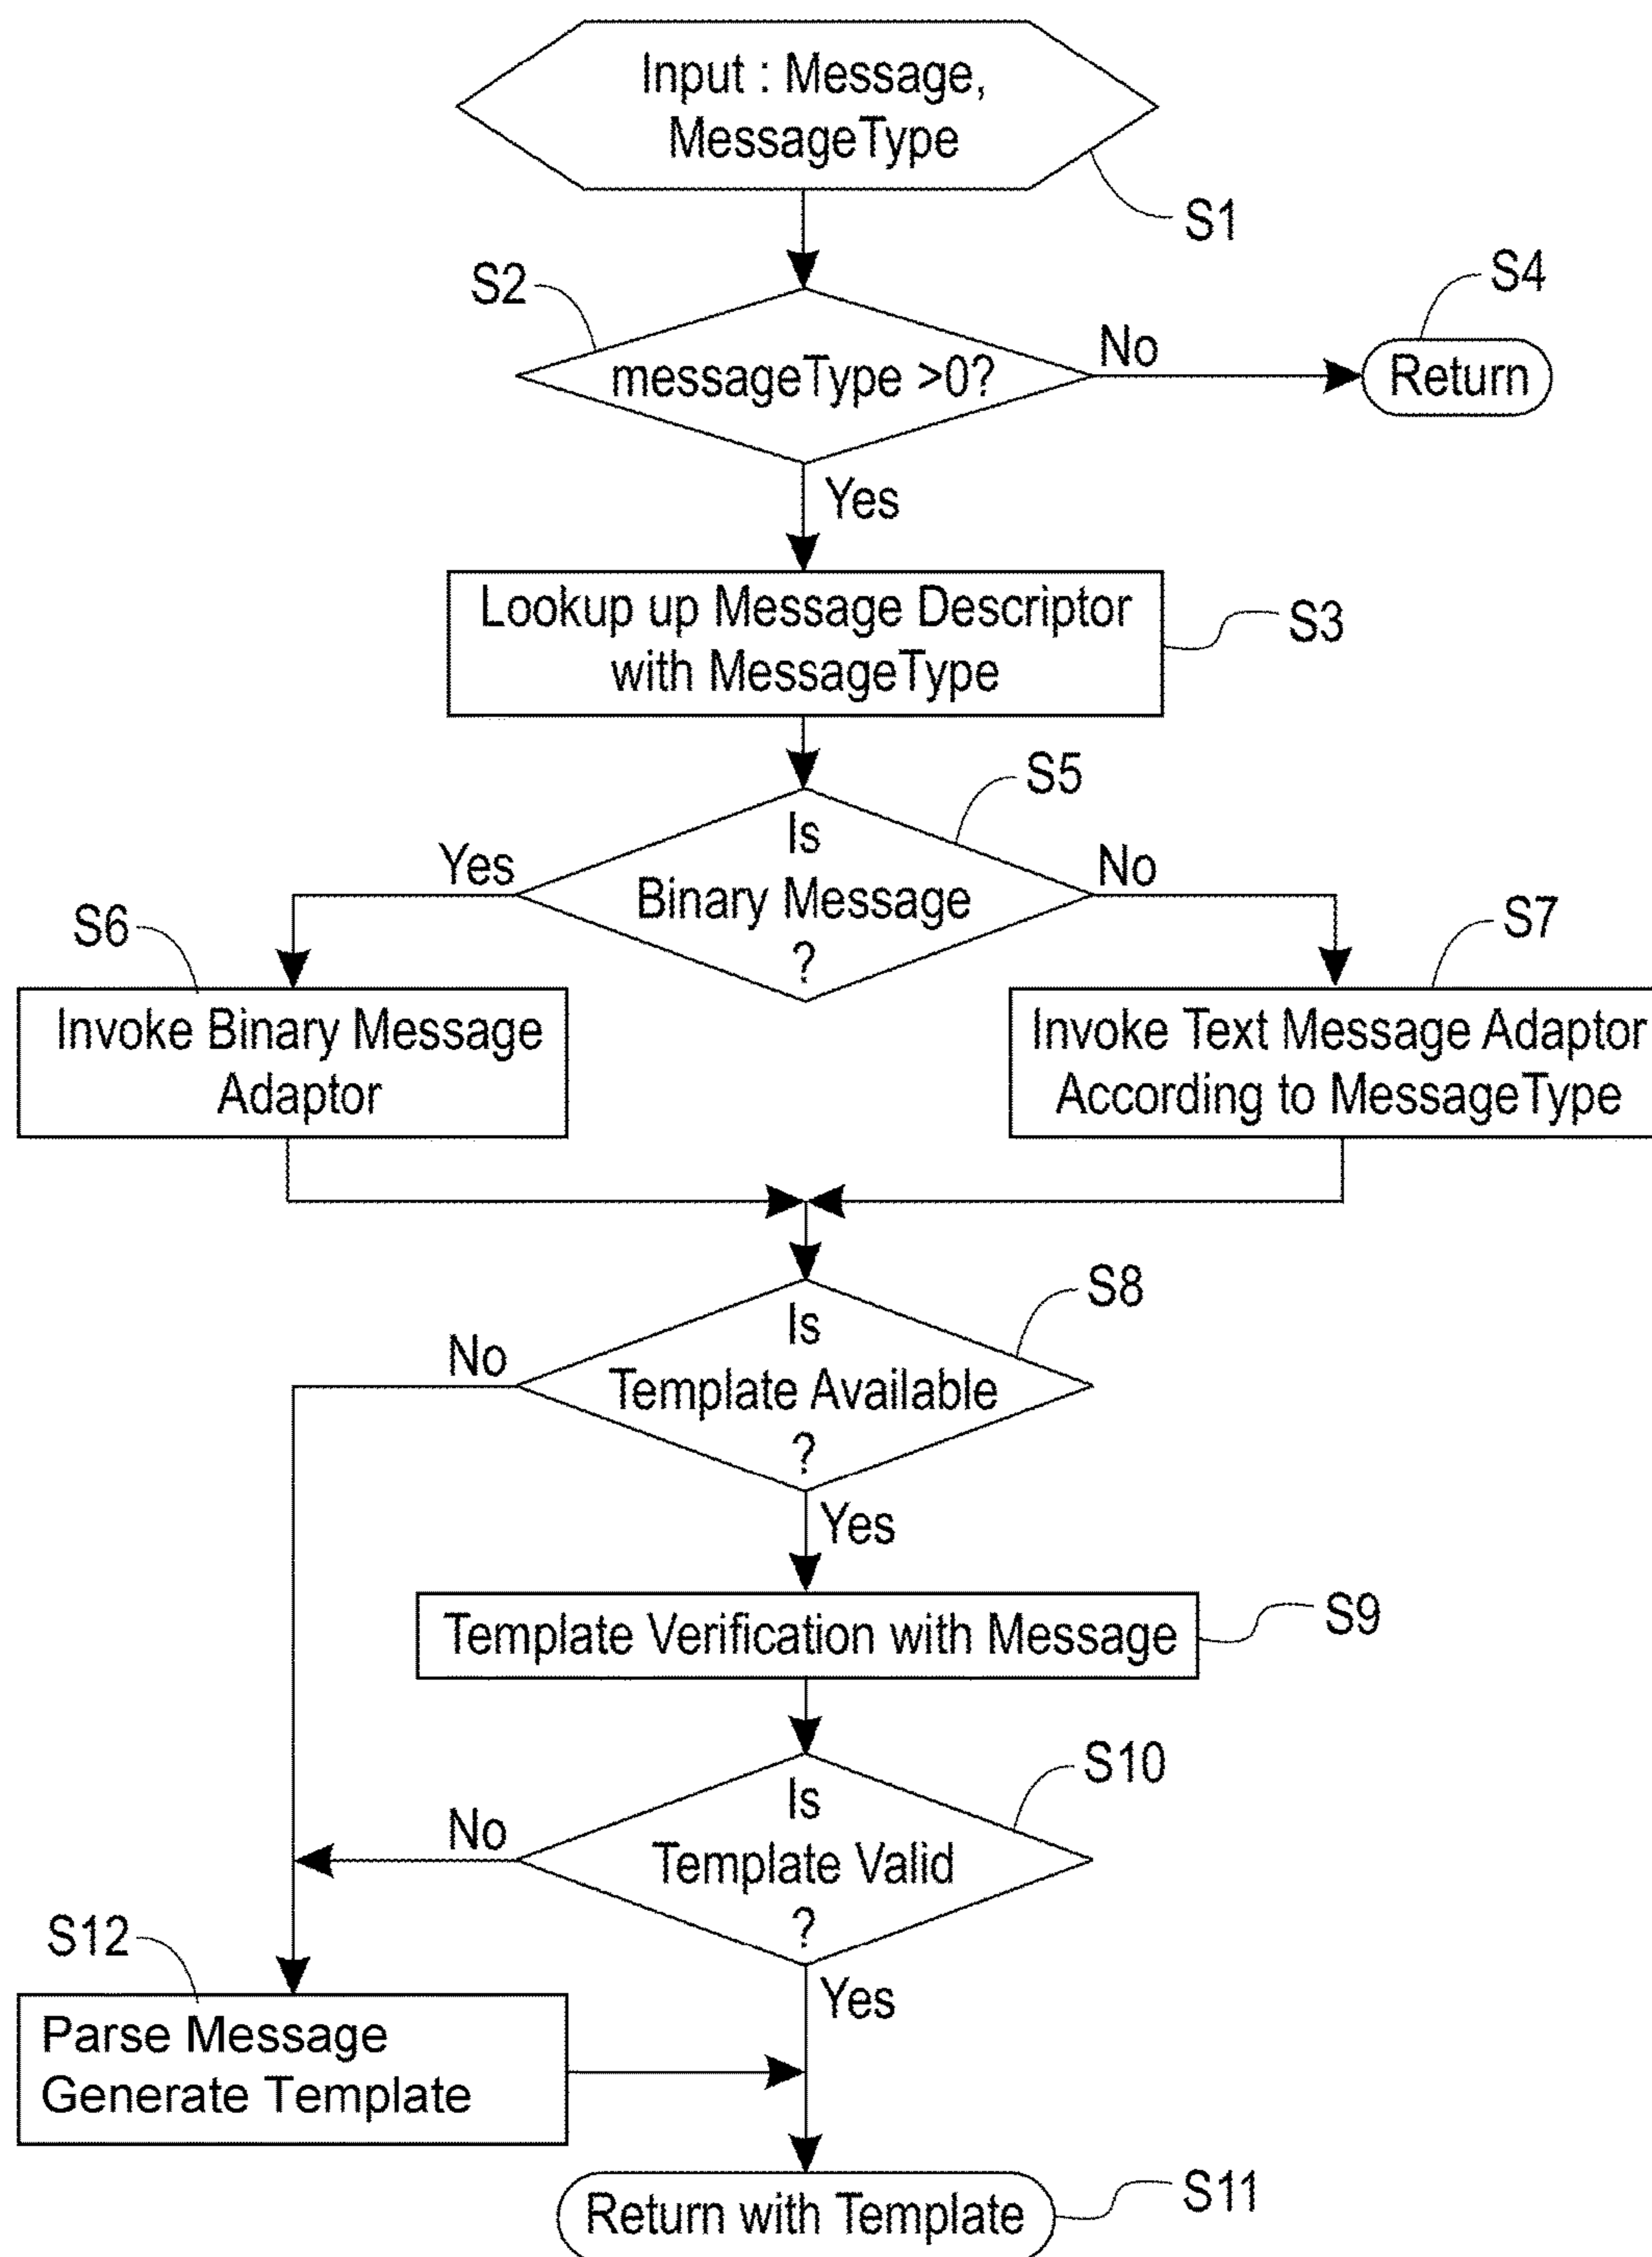 Input : Message,
MessageType
S1
S2
S4
messageType >0?
No
Return
Yes
Lookup up Message Descriptor
with MessageType
S3
S5
Is
Binary Message
?
Yes
No
S6
S7
Invoke Binary Message
Adaptor
Invoke Text Message Adaptor
According to MessageType
S8
Is
Template Available
?
No
Yes
Template Verification with Message
S9
S10
Is
Template Valid
?
No
S12
Yes
Parse Message
Generate Template
Return with Template
S11